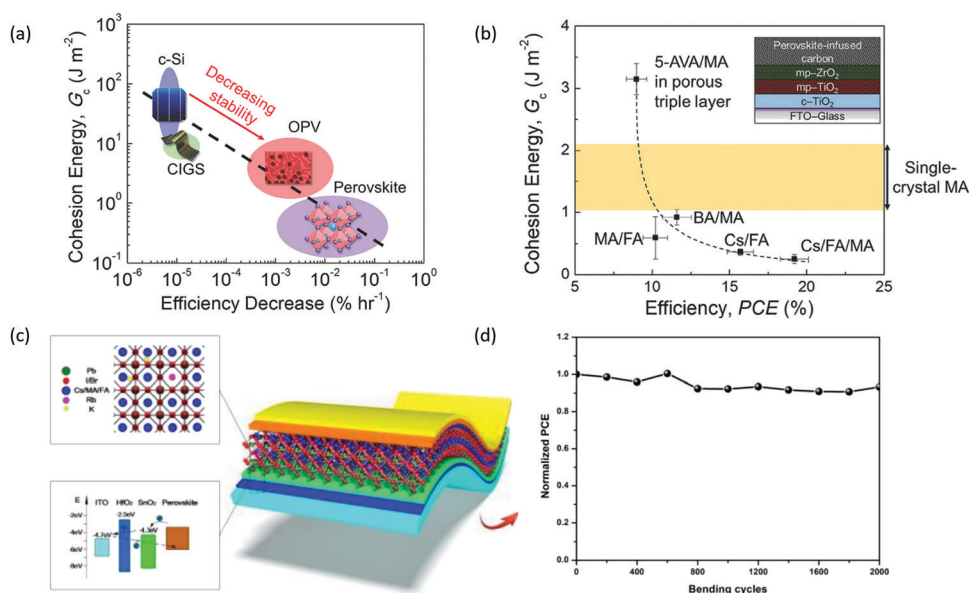 (a)
Cohesion Energy, Gc (J m-2)
10³
10²
10¹
10⁰
10⁻¹
c-Si
CIGS
Decreasing
stability
OPV
Perovskite
10⁻⁶
10⁻⁵
10⁻⁴
10⁻³
10⁻²
10⁻¹
10⁰
Efficiency Decrease (% hr⁻¹)
(b)
Cohesion Energy, Gc (J m⁻²)
4
3
2
1
0
5-AVA/MA
in porous
triple layer
Perovskite-infused
carbon
mp–ZrO₂
mp–TiO₂
c–TiO₂
FTO–Glass
Single-
crystal MA
MA/FA
BA/MA
Cs/FA
Cs/FA/MA
5
10
15
20
25
Efficiency, PCE (%)
(c)
Pb
I/Br
Cs/MA/FA
Rb
K
E
ITO HfO₂ SnO₂ Perovskite
-2eV
-4eV
-6eV
-8eV
-4.7eV
-2.5eV
-4.3eV
(d)
Normalized PCE
1.2
1.0
0.8
0.6
0.4
0.2
0.0
0
400
800
1200
1600
2000
Bending cycles